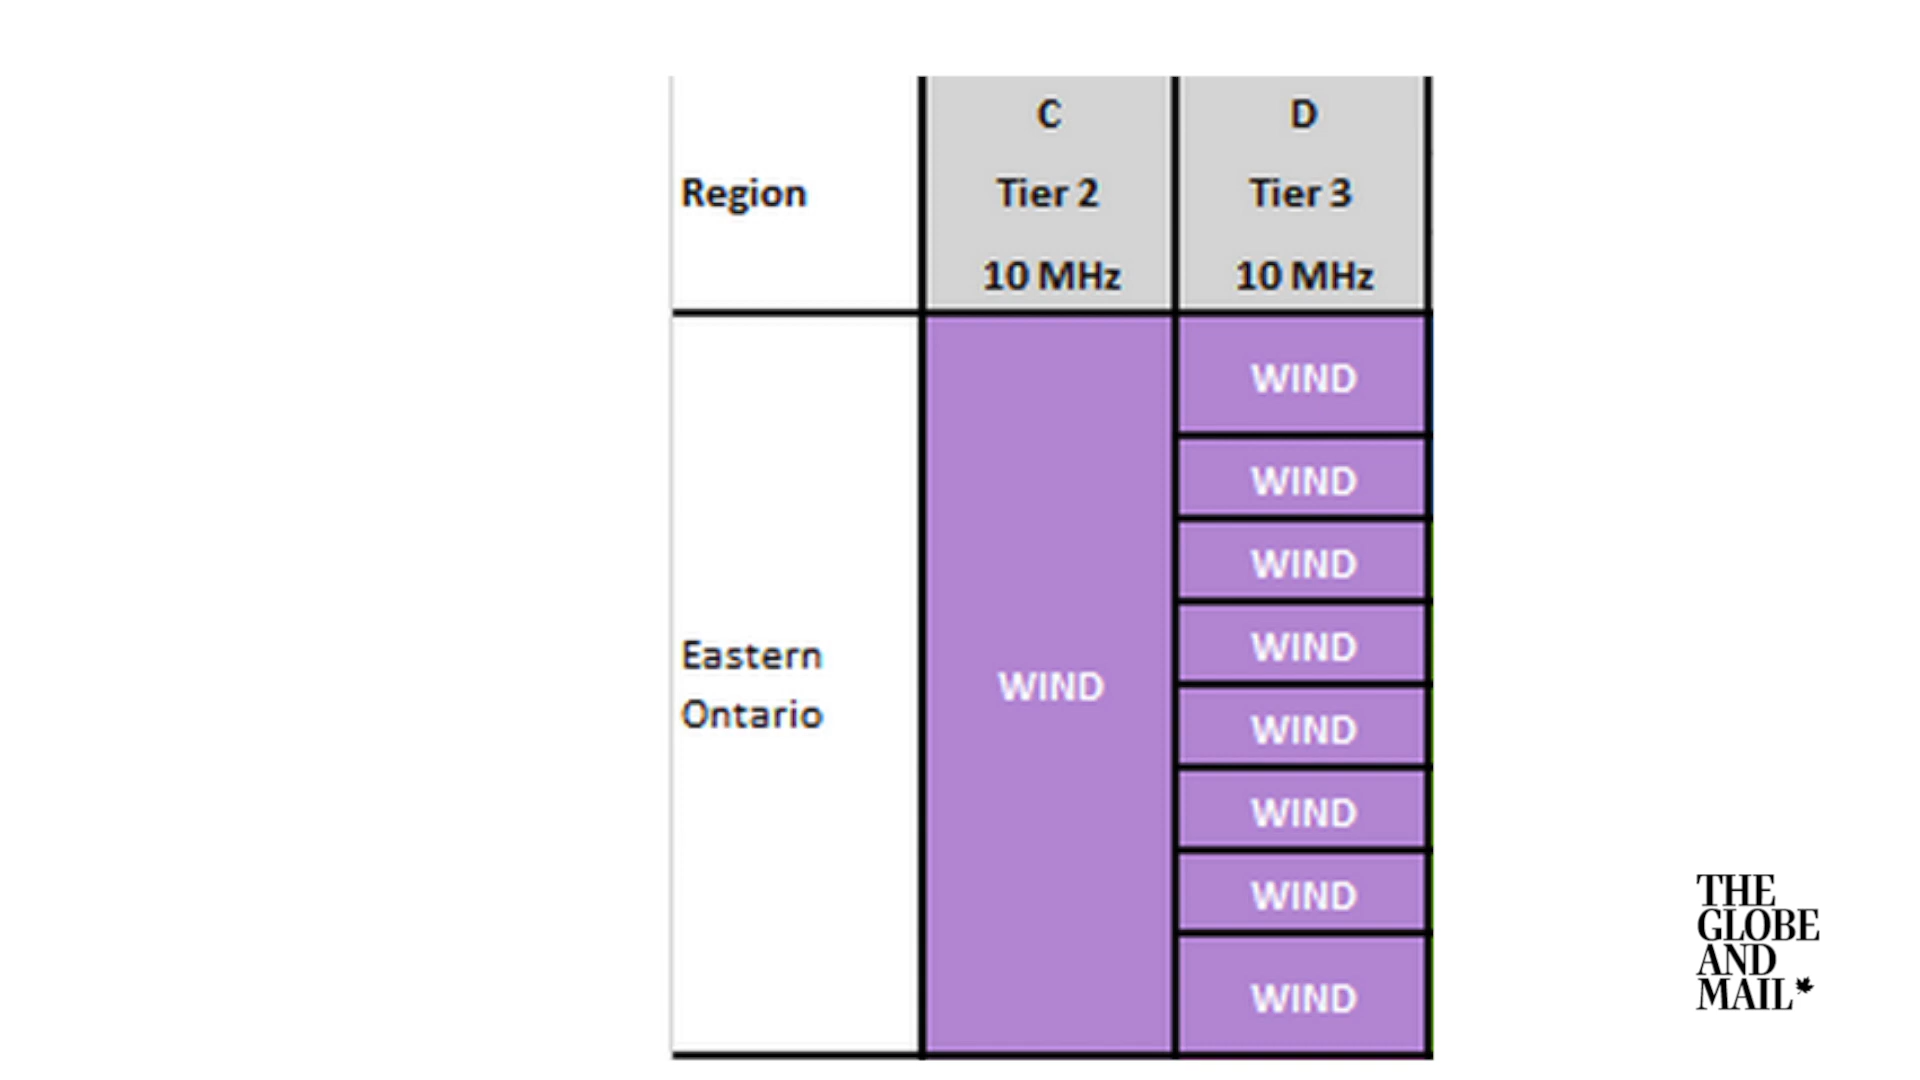 Region
C
Tier 2
10 MHz
D
Tier 3
10 MHz
Eastern
Ontario
WIND
WIND
WIND
WIND
WIND
WIND
WIND
WIND
WIND
THE
GLOBE
AND
MAIL